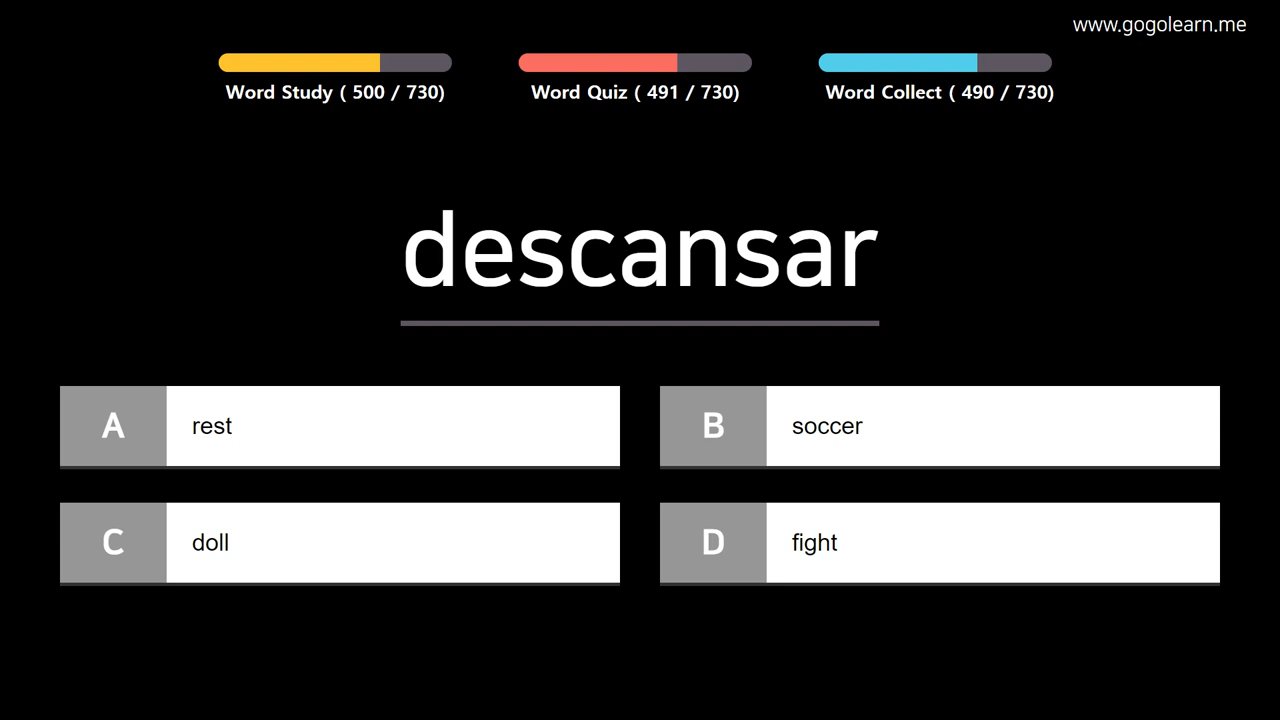 www.gogolearn.me
Word Study ( 500 / 730)
Word Quiz ( 491 / 730)
Word Collect ( 490 / 730)
descansar
A rest
B soccer
C doll
D fight